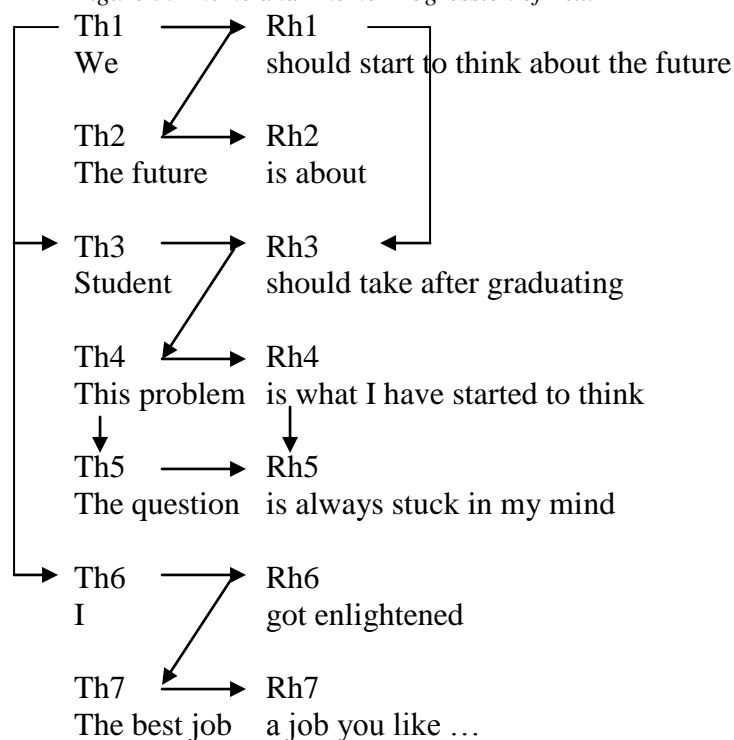 Th1 Rh1
We should start to think about the future
Th2 Rh2
The future is about
Th3 Rh3
Student should take after graduating
Th4 Rh4
This problem is what I have started to think
Th5 Rh5
The question is always stuck in my mind
Th6 Rh6
I got enlightened
Th7 Rh7
The best job a job you like …